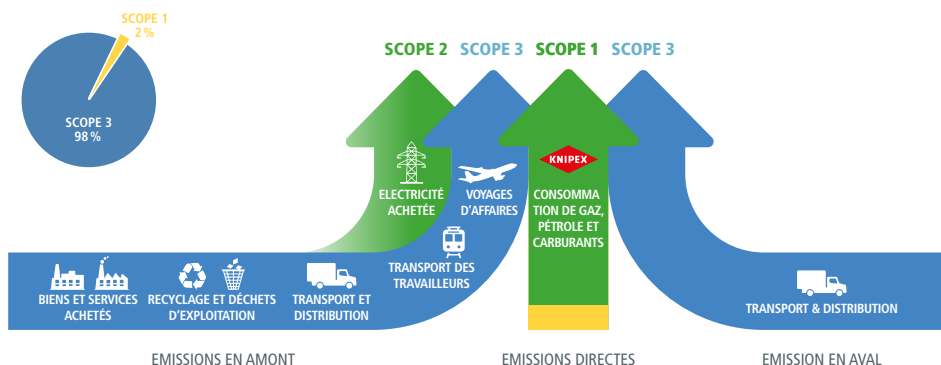 SCOPE 1
2 %
SCOPE 3
98 %
SCOPE 2
SCOPE 3
SCOPE 1
SCOPE 3
ELECTRICITÉ
ACHETÉE
VOYAGES
D'AFFAIRES
KNIPEX
CONSOMMA
TION DE GAZ,
PÉTROLE ET
CARBURANTS
TRANSPORT DES
TRAVAILLEURS
BIENS ET SERVICES
ACHETÉS
RECYCLAGE ET DÉCHETS
D'EXPLOITATION
TRANSPORT ET
DISTRIBUTION
TRANSPORT & DISTRIBUTION
EMISSIONS EN AMONT
EMISSIONS DIRECTES
EMISSION EN AVAL